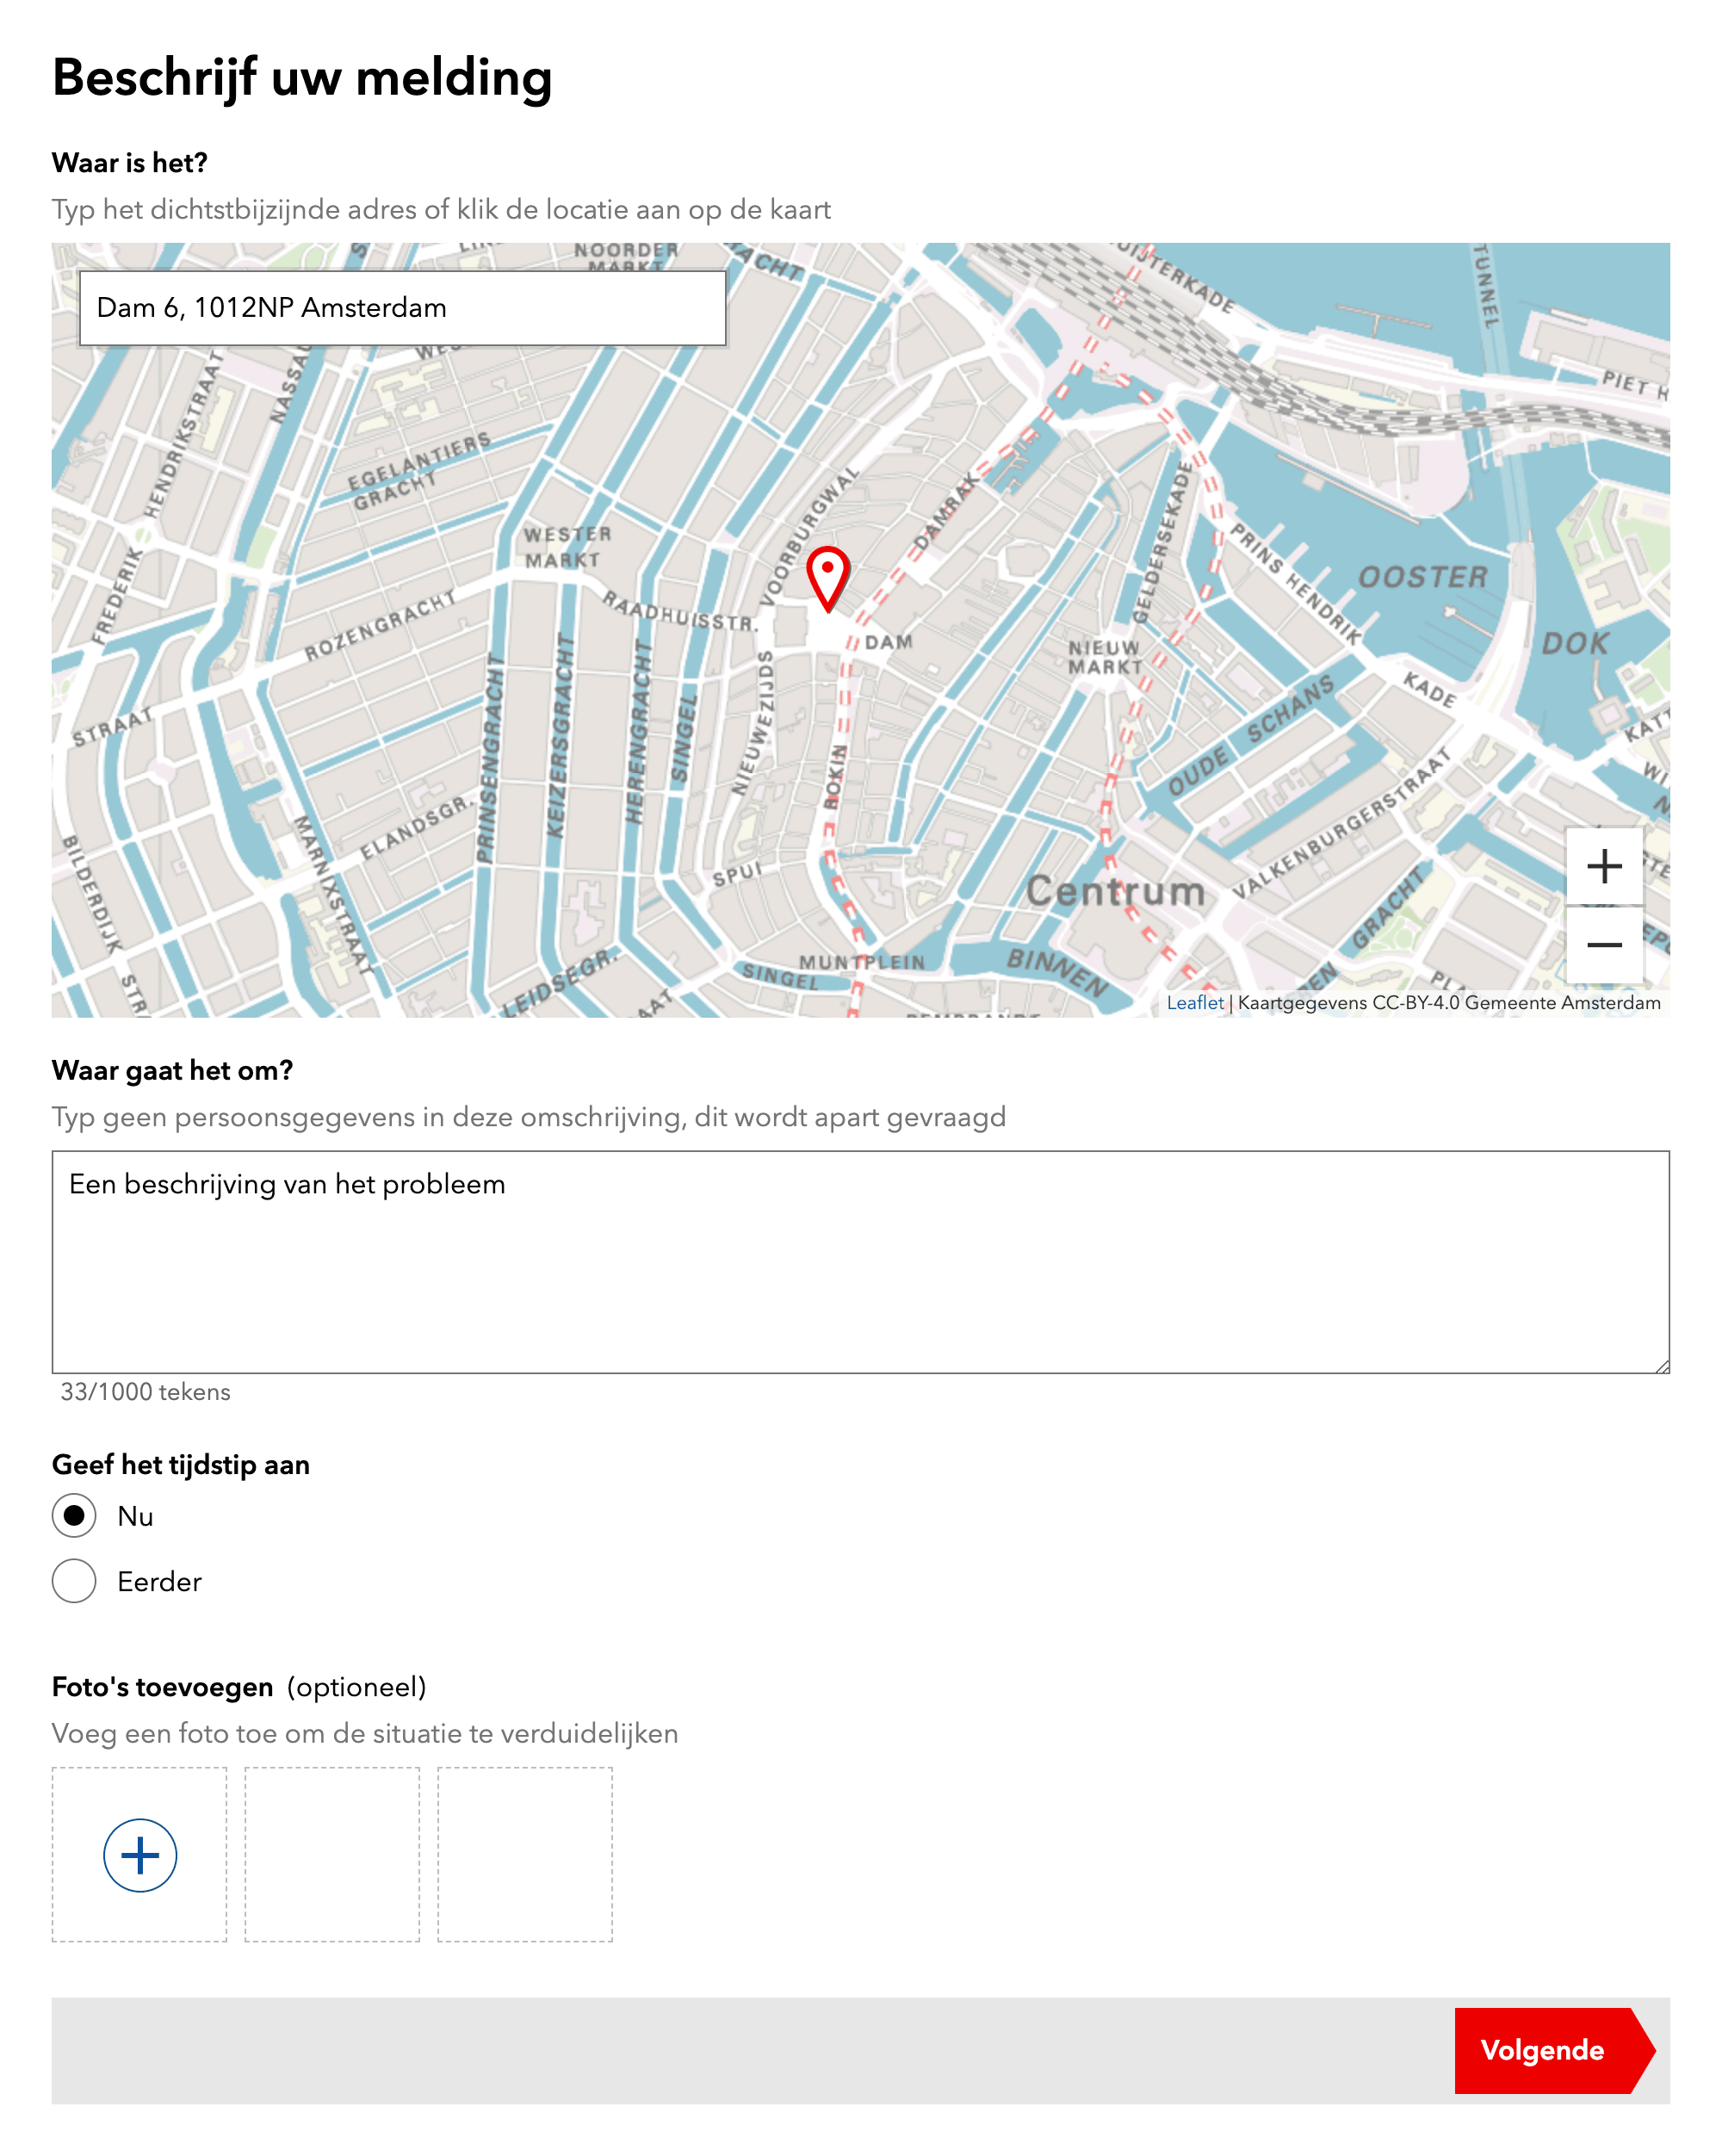 Beschrijf uw melding
Waar is het?
Typ het dichtstbijzijnde adres of klik de locatie aan op de kaart
NOORDER
MARKT
Dam 6, 1012NP Amsterdam
TUNNEL
PIET H
HENDRIKSTRAAT
NASSAU
EGELANTIERS
GRACHT
WESTER
MARKT
VOORBURGWAL
DAMRAK
GELDERSEKADE
PRINS HENDRIK
KADE
OOSTER
DOK
FREDERIK
ROZENGRACHT
RAADHUISSTR.
DAM
NIEUW
MARKT
STRAAT
PRINSENGRACHT
KEIZERSGRACHT
HERENGRACHT
SINGEL
NIEUWEZIJDS
ROKIN
OUDE SCHANS
VALKENBURGERSTRAAT
ELANDSGR.
MARNIXSTRAAT
BILDERDIJK
SPUI
Centrum
GRACHT
LEIDSEGR.
SINGEL
MUNTPLEIN
BINNEN
Leaflet | Kaartgegevens CC-BY-4.0 Gemeente Amsterdam
Waar gaat het om?
Typ geen persoonsgegevens in deze omschrijving, dit wordt apart gevraagd
Een beschrijving van het probleem
33/1000 tekens
Geef het tijdstip aan
Nu
Eerder
Foto's toevoegen (optioneel)
Voeg een foto toe om de situatie te verduidelijken
Volgende